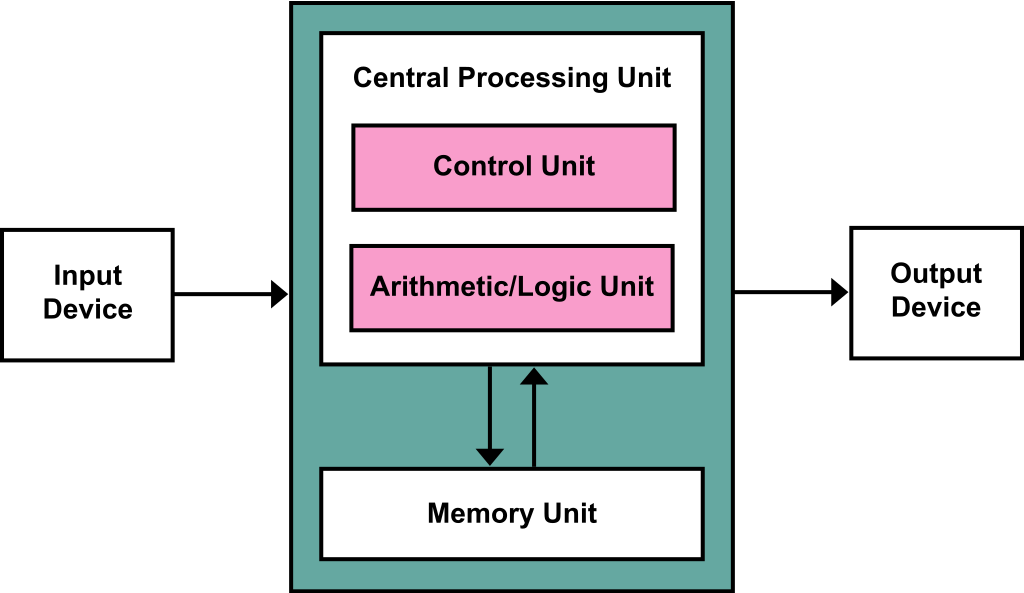 Central Processing Unit
Control Unit
Arithmetic/Logic Unit
Input
Device
Output
Device
Memory Unit